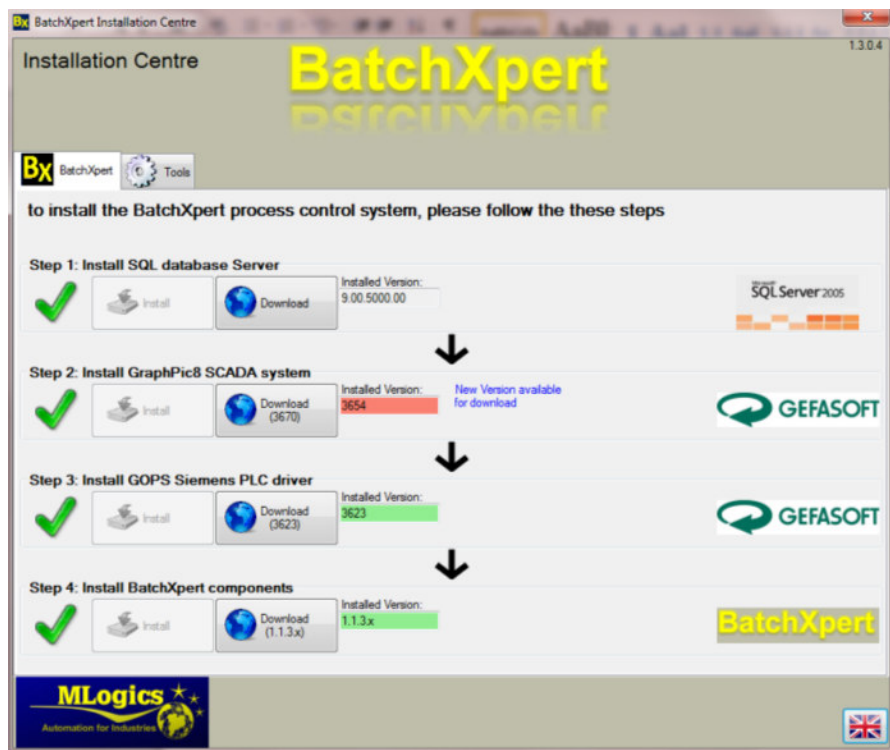 BatchXpert Installation Centre
1.3.0.4
Installation Centre
BatchXpert
Bx BatchXpert
Tools
to install the BatchXpert process control system, please follow the these steps
Step 1: Install SQL database Server
Install
Download
Installed Version:
9.00.5000.00
Microsoft
SQL Server 2005
Step 2: Install GraphPic8 SCADA system
Install
Download
(3670)
Installed Version:
3654
New Version available
for download
GEFASOFT
Step 3: Install GOPS Siemens PLC driver
Install
Download
(3623)
Installed Version:
3623
GEFASOFT
Step 4: Install BatchXpert components
Install
Download
(1.1.3.x)
Installed Version:
1.1.3.x
BatchXpert
MLogics
Automation for Industries